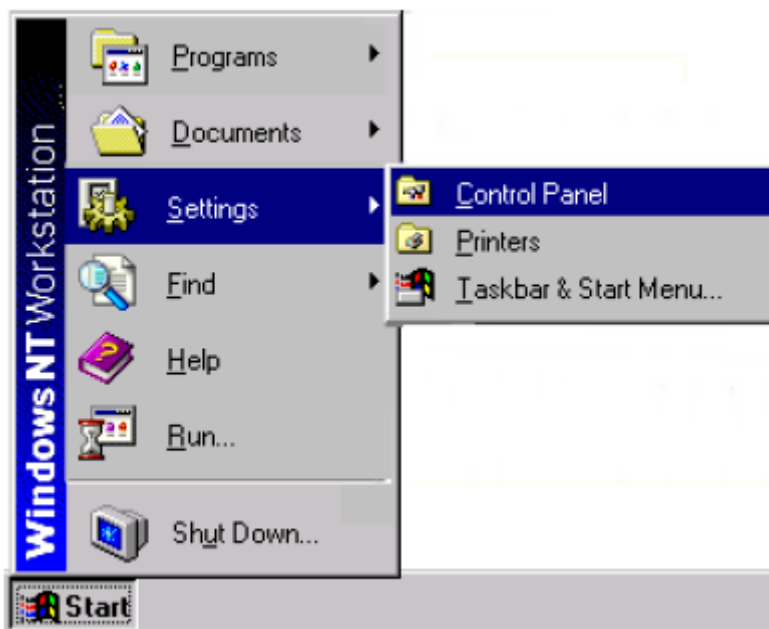 Windows NT Workstation
Programs
Documents
Settings
Find
Help
Run...
Shut Down...
Control Panel
Printers
Taskbar & Start Menu...
Start